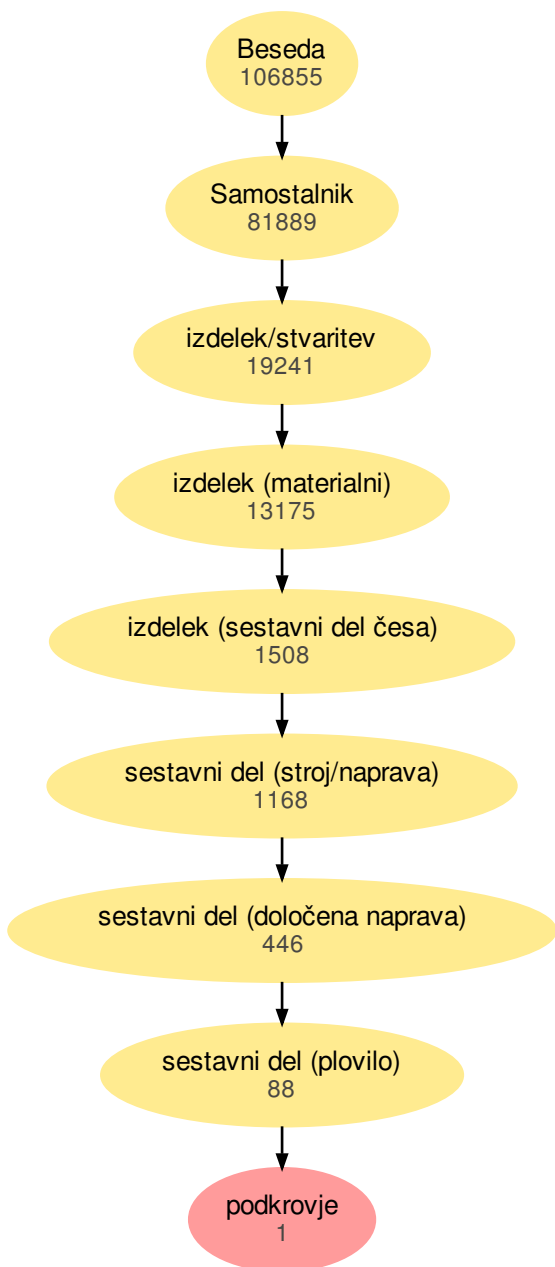 Beseda
106855
Samostalnik
81889
izdelek/stvaritev
19241
izdelek (materialni)
13175
izdelek (sestavni del česa)
1508
sestavni del (stroj/naprava)
1168
sestavni del (določena naprava)
446
sestavni del (plovilo)
88
podkrovje
1